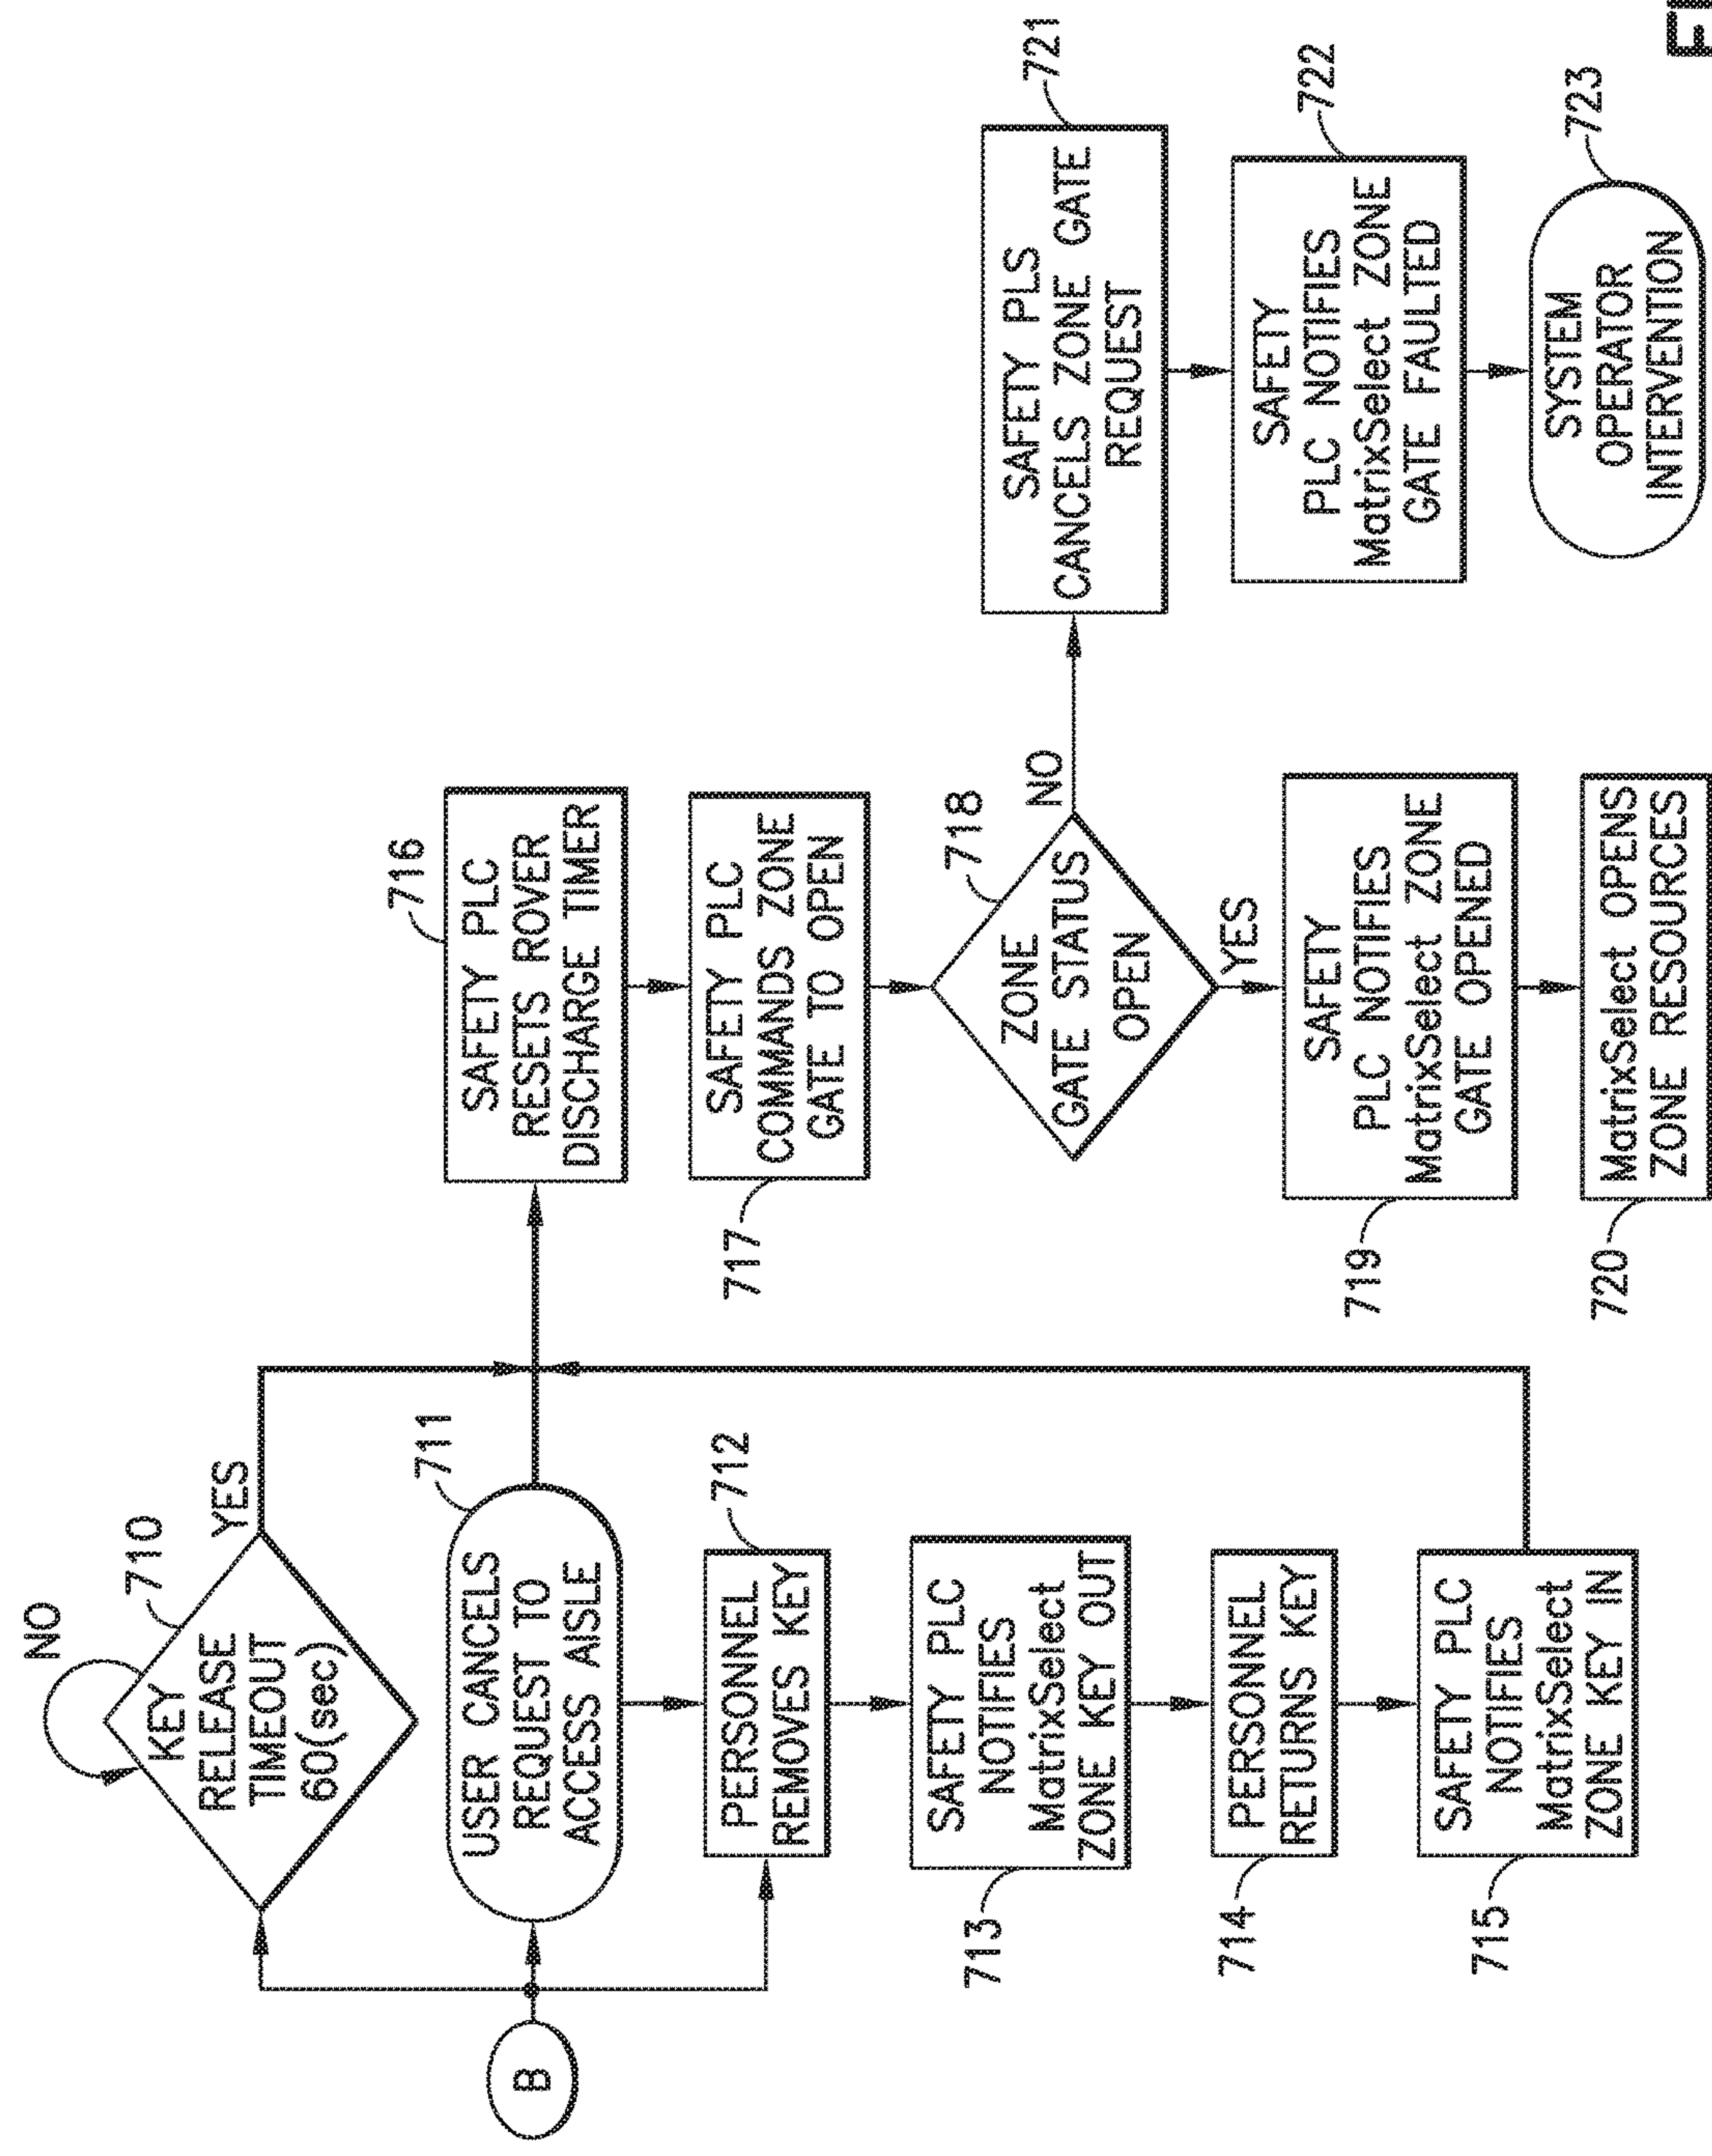 B
NO
710
KEY
RELEASE
TIMEOUT
60(sec)
YES
711
USER CANCELS
REQUEST TO
ACCESS AISLE
712
PERSONNEL
REMOVES KEY
713
SAFETY PLC
NOTIFIES
MatrixSelect
ZONE KEY OUT
714
PERSONNEL
RETURNS KEY
715
SAFETY PLC
NOTIFIES
MatrixSelect
ZONE KEY IN
716
SAFETY PLC
RESETS ROVER
DISCHARGE TIMER
717
SAFETY PLC
COMMANDS ZONE
GATE TO OPEN
718
ZONE
GATE STATUS
OPEN
NO
YES
719
SAFETY
PLC NOTIFIES
MatrixSelect ZONE
GATE OPENED
720
MatrixSelect OPENS
ZONE RESOURCES
721
SAFETY PLS
CANCELS ZONE GATE
REQUEST
722
SAFETY
PLC NOTIFIES
MatrixSelect ZONE
GATE FAULTED
723
SYSTEM
OPERATOR
INTERVENTION